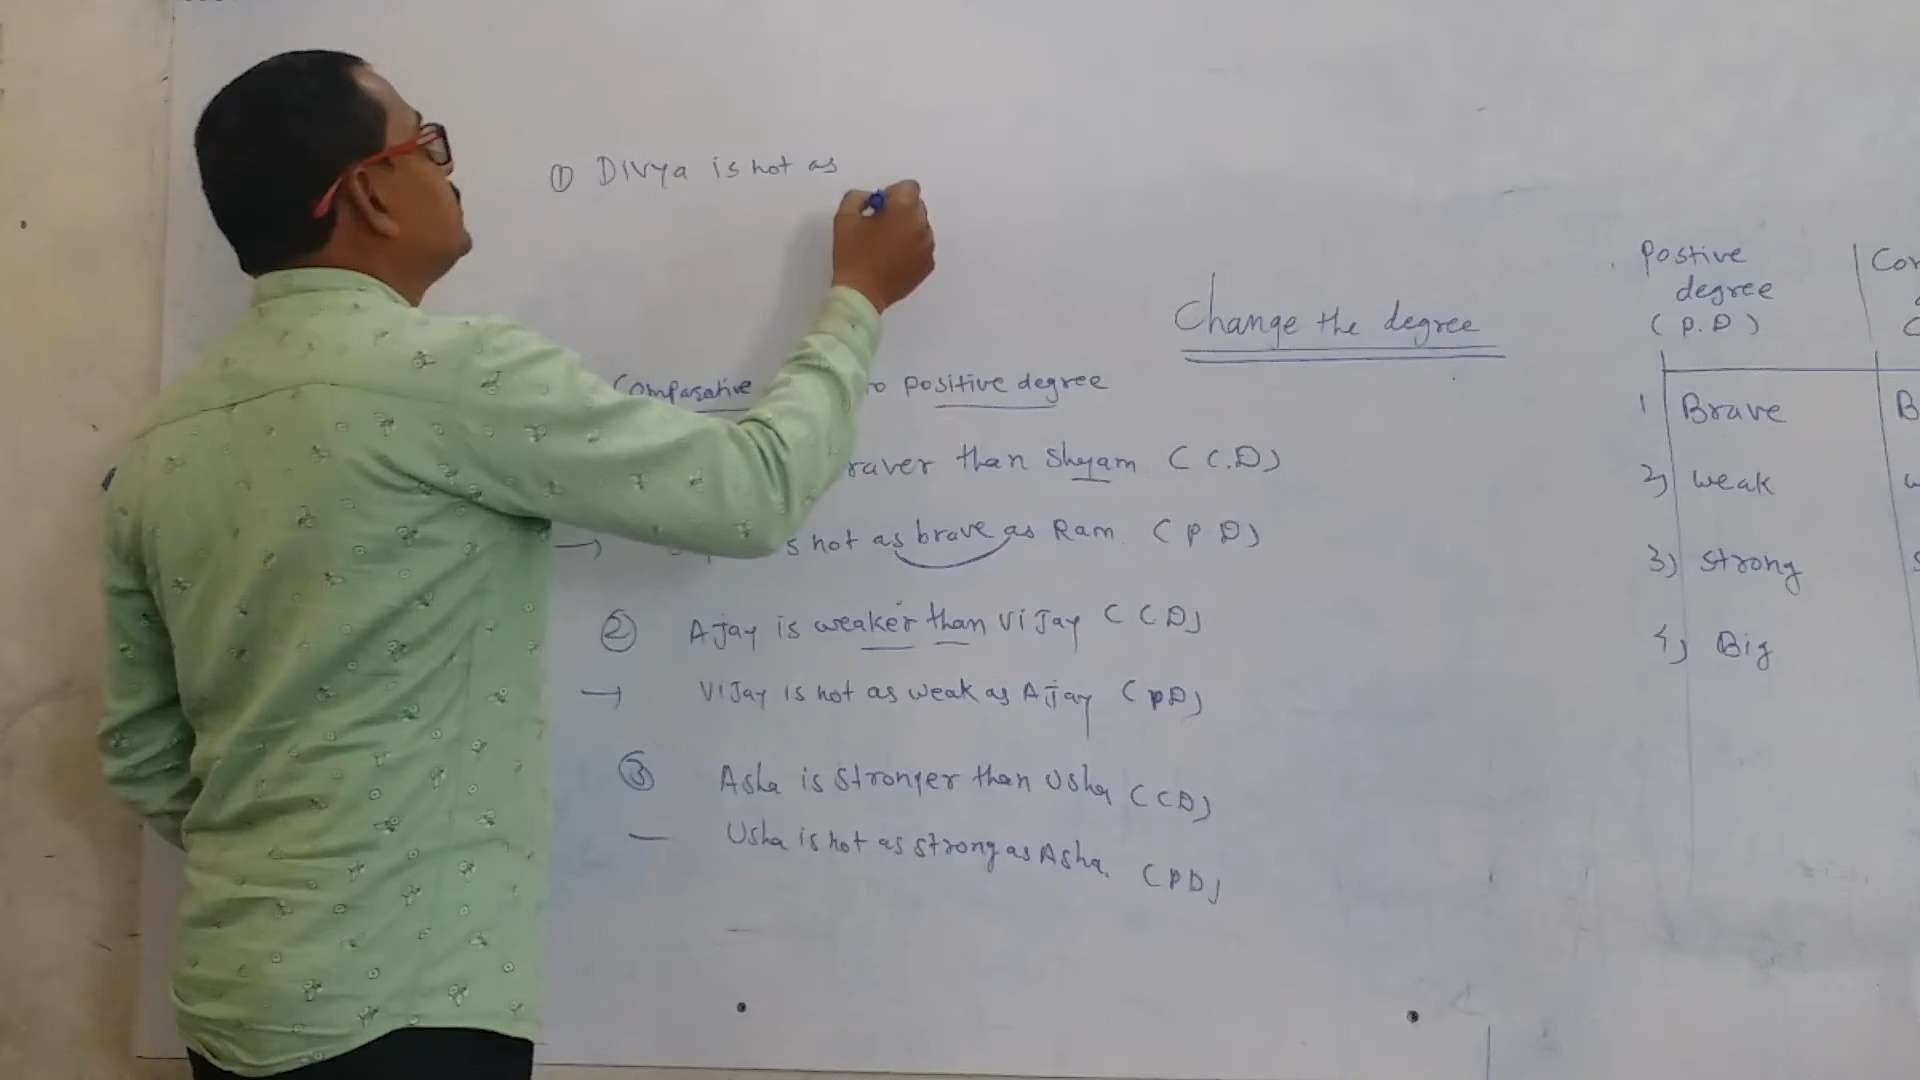 ① Divya is not as
Change the degree
Comparative to positive degree
raver than Shyam (C.D)
→ s not as brave as Ram. (P.D)
② Ajay is weaker than Vijay (CD)
→ Vijay is not as weak as Ajay (PD)
③ Asha is stronger than Usha (CD)
— Usha is not as strong as Asha. (PD)
Postive
degree
(P.D)
Com
1 Brave B
2) weak w
3) Strong S
4) Big